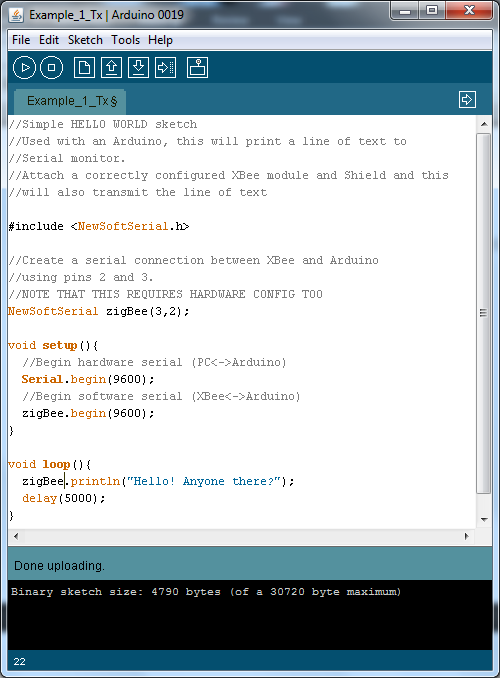 Example_1_Tx | Arduino 0019
File Edit Sketch Tools Help
Example_1_Tx §
//Simple HELLO WORLD sketch
//Used with an Arduino, this will print a line of text to
//Serial monitor.
//Attach a correctly configured XBee module and Shield and this
//will also transmit the line of text
#include <NewSoftSerial.h>
//Create a serial connection between XBee and Arduino
//using pins 2 and 3.
//NOTE THAT THIS REQUIRES HARDWARE CONFIG TOO
NewSoftSerial zigBee(3,2);
void setup(){
//Begin hardware serial (PC<->Arduino)
Serial.begin(9600);
//Begin software serial (XBee<->Arduino)
zigBee.begin(9600);
}
void loop(){
zigBee.println("Hello! Anyone there?");
delay(5000);
}
Done uploading.
Binary sketch size: 4790 bytes (of a 30720 byte maximum)
22